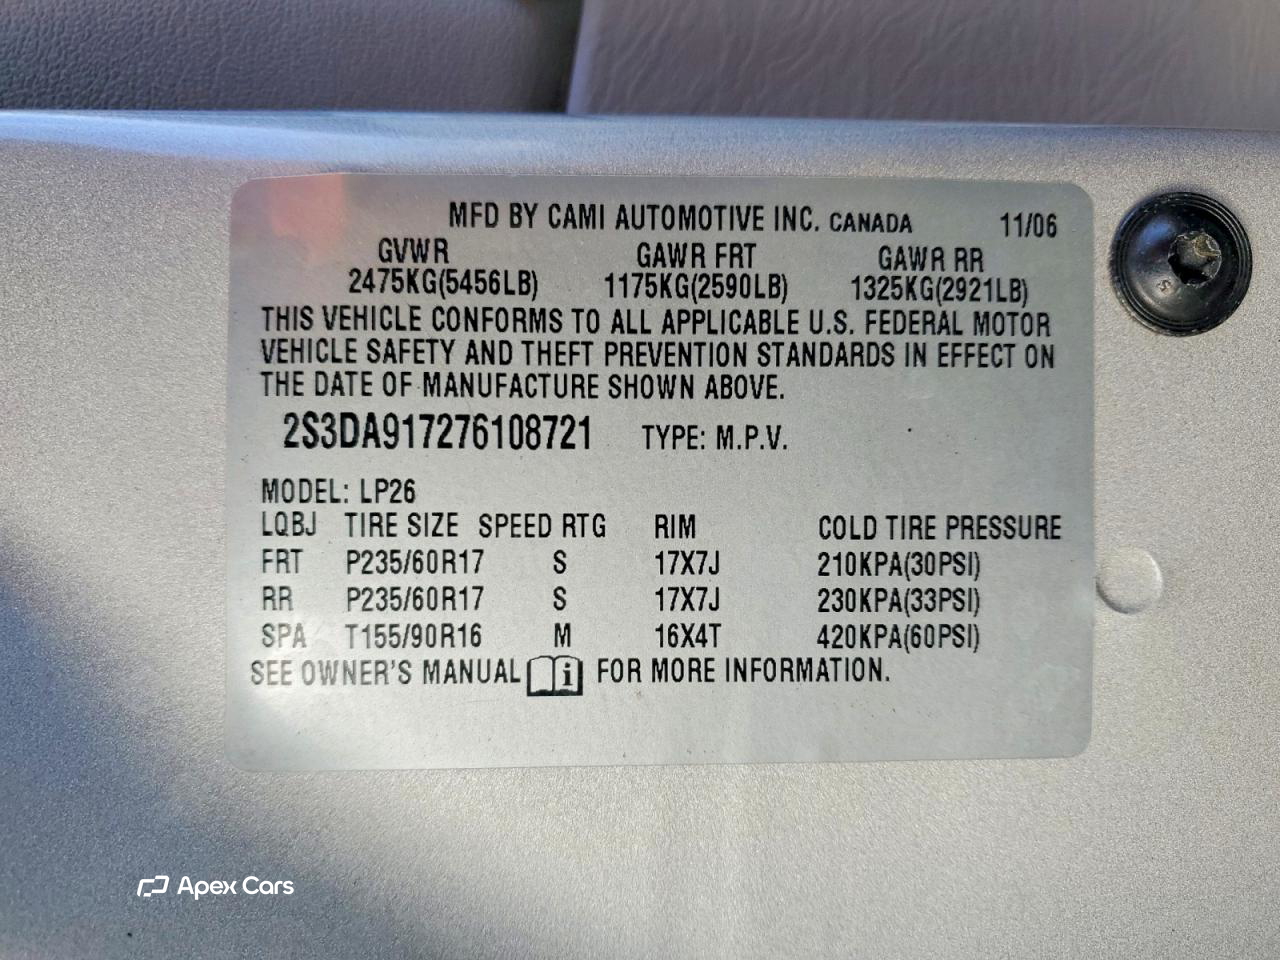 MFD BY CAMI AUTOMOTIVE INC. CANADA 11/06
GVWR GAWR FRT GAWR RR
2475KG(5456LB) 1175KG(2590LB) 1325KG(2921LB)
THIS VEHICLE CONFORMS TO ALL APPLICABLE U.S. FEDERAL MOTOR
VEHICLE SAFETY AND THEFT PREVENTION STANDARDS IN EFFECT ON
THE DATE OF MANUFACTURE SHOWN ABOVE.
2S3DA917276108721 TYPE: M.P.V.
MODEL: LP26
LQBJ TIRE SIZE SPEED RTG RIM COLD TIRE PRESSURE
FRT P235/60R17 S 17X7J 210KPA(30PSI)
RR P235/60R17 S 17X7J 230KPA(33PSI)
SPA T155/90R16 M 16X4T 420KPA(60PSI)
SEE OWNER'S MANUAL i FOR MORE INFORMATION.
Apex Cars